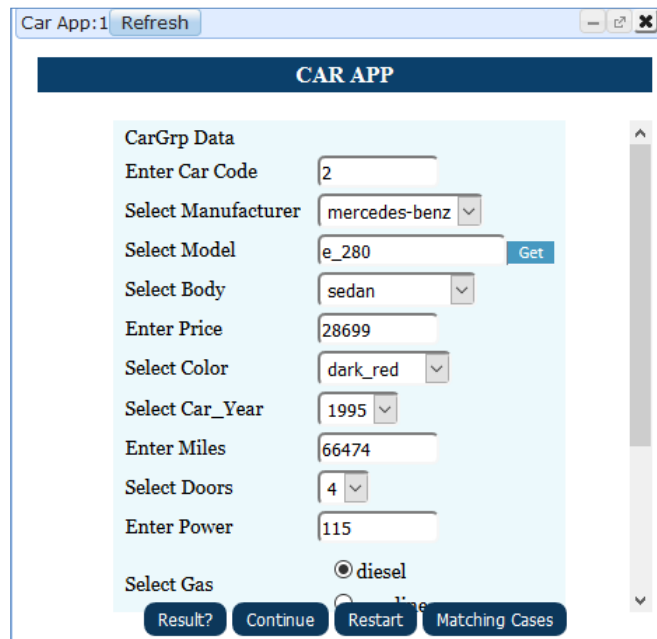 Car App:1 Refresh
CAR APP
CarGrp Data
Enter Car Code 2
Select Manufacturer mercedes-benz
Select Model e_280 Get
Select Body sedan
Enter Price 28699
Select Color dark_red
Select Car_Year 1995
Enter Miles 66474
Select Doors 4
Enter Power 115
Select Gas diesel
Result? Continue Restart Matching Cases